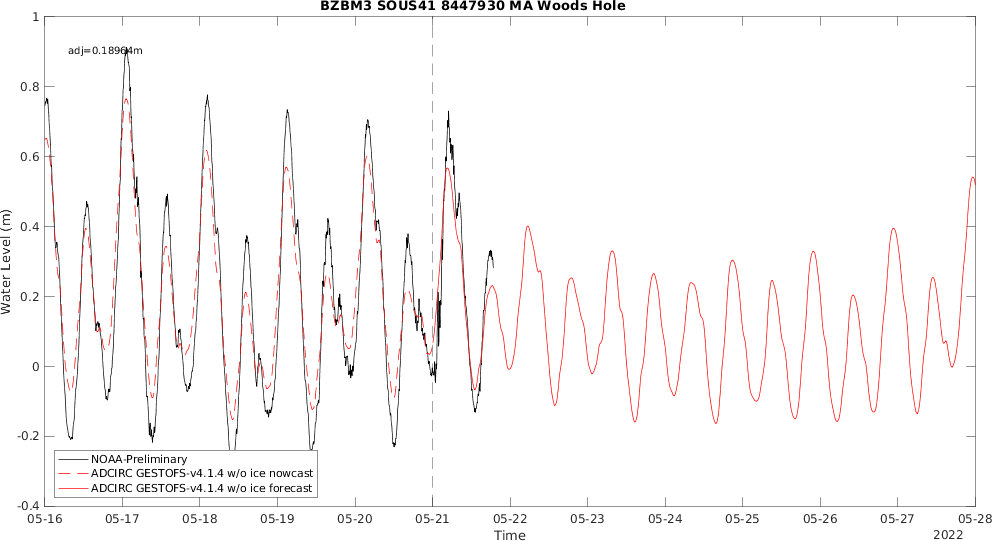 BZBM3 SOUS41 8447930 MA Woods Hole
adj=0.18964m
Water Level (m)
1
0.8
0.6
0.4
0.2
0
-0.2
-0.4
NOAA-Preliminary
ADCIRC GESTOFS-v4.1.4 w/o ice nowcast
ADCIRC GESTOFS-v4.1.4 w/o ice forecast
05-16 05-17 05-18 05-19 05-20 05-21 05-22 05-23 05-24 05-25 05-26 05-27 05-28
Time
2022